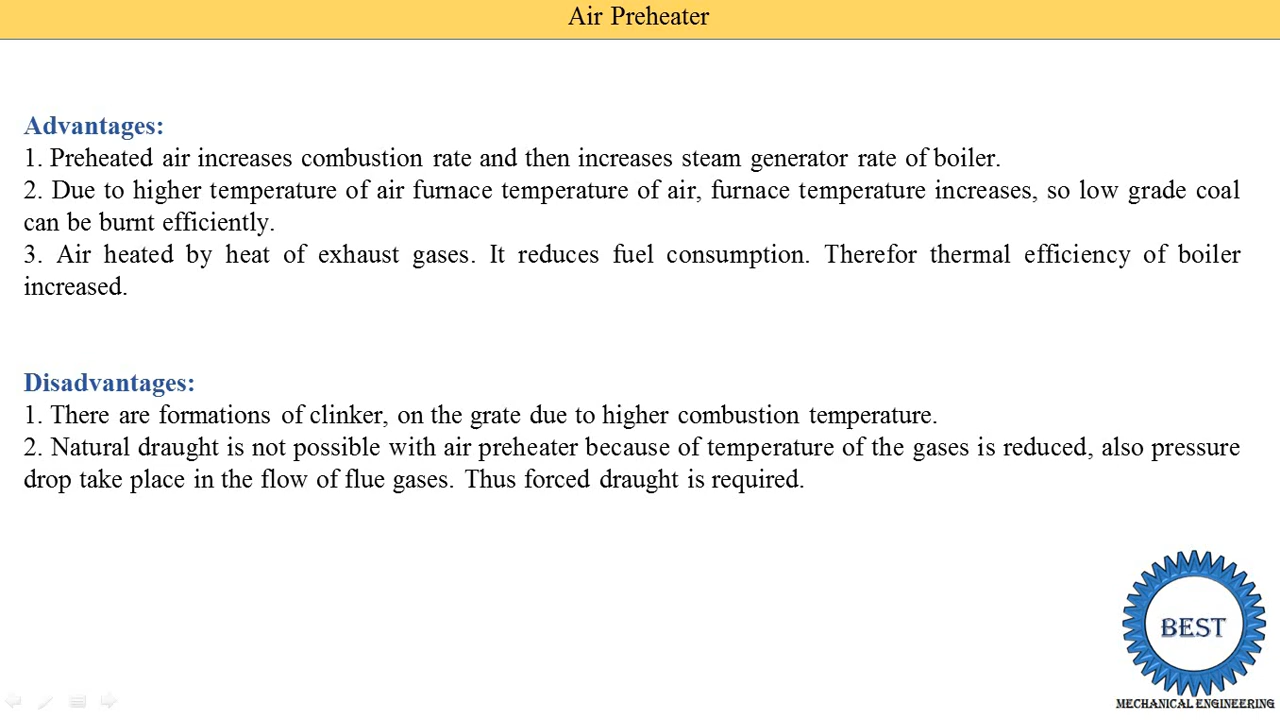 Air Preheater
Advantages:
1. Preheated air increases combustion rate and then increases steam generator rate of boiler.
2. Due to higher temperature of air furnace temperature of air, furnace temperature increases, so low grade coal
can be burnt efficiently.
3. Air heated by heat of exhaust gases. It reduces fuel consumption. Therefor thermal efficiency of boiler
increased.
Disadvantages:
1. There are formations of clinker, on the grate due to higher combustion temperature.
2. Natural draught is not possible with air preheater because of temperature of the gases is reduced, also pressure
drop take place in the flow of flue gases. Thus forced draught is required.
BEST
MECHANICAL ENGINEERING